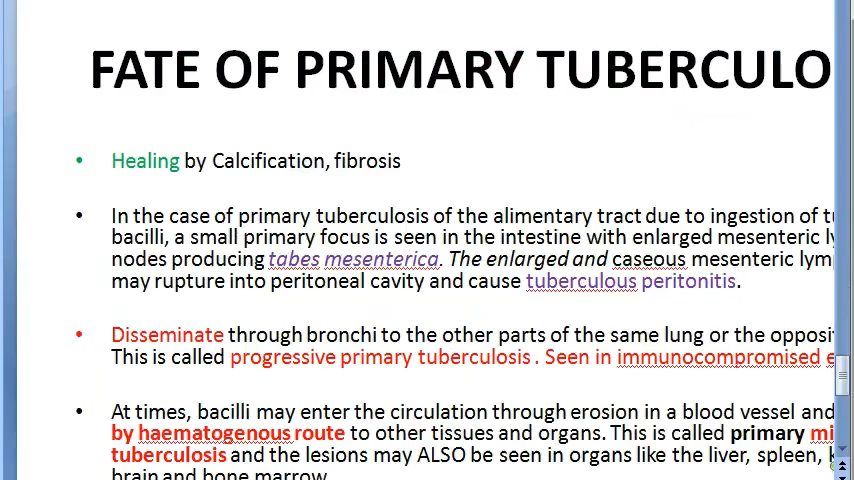 FATE OF PRIMARY TUBERCULO
• Healing by Calcification, fibrosis
• In the case of primary tuberculosis of the alimentary tract due to ingestion of
bacilli, a small primary focus is seen in the intestine with enlarged mesenteric
nodes producing tabes mesenterica. The enlarged and caseous mesenteric
may rupture into peritoneal cavity and cause tuberculous peritonitis.
• Disseminate through bronchi to the other parts of the same lung or the
This is called progressive primary tuberculosis . Seen in immunocompromised
• At times, bacilli may enter the circulation through erosion in a blood vessel and
by haematogenous route to other tissues and organs. This is called primary
tuberculosis and the lesions may ALSO be seen in organs like the liver, spleen,
brain and bone marrow.